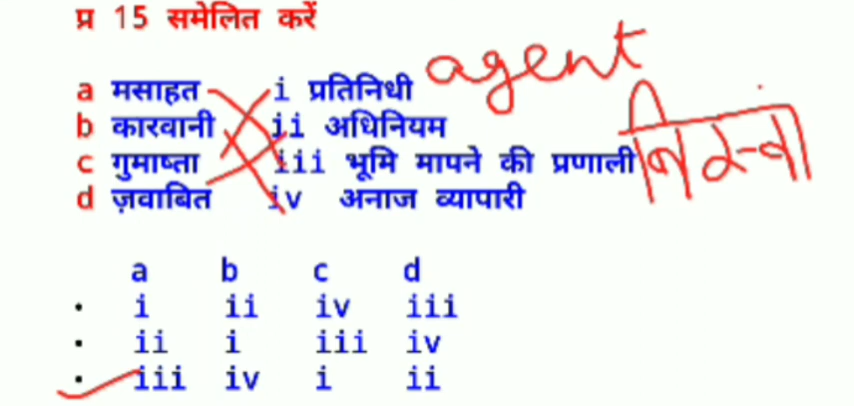 प्र 15 समेलित करें
agent
a मसाहत i प्रतिनिधी
b कारवानी ii अधिनियम
c गुमाष्ता iii भूमि मापने की प्रणाली
d ज़वाबित iv अनाज व्यापारी
a b c d
• i ii iv iii
• ii i iii iv
• iii iv i ii